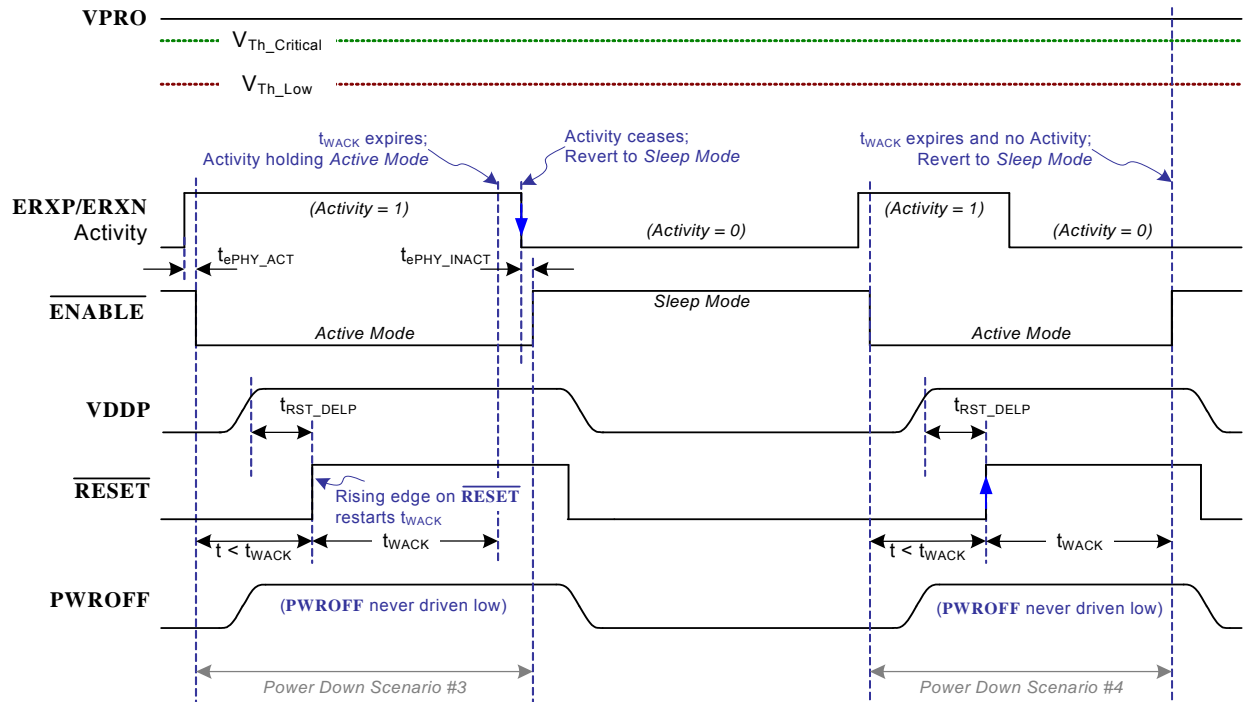 VPRO
VTh_Critical
VTh_Low
tWACK expires;
Activity holding Active Mode
Activity ceases;
Revert to Sleep Mode
tWACK expires and no Activity;
Revert to Sleep Mode
ERXP/ERXN
Activity
(Activity = 1)
(Activity = 0)
(Activity = 1)
(Activity = 0)
tePHY_ACT
tePHY_INACT
ENABLE
Active Mode
Sleep Mode
Active Mode
VDDP
tRST_DELP
tRST_DELP
RESET
Rising edge on RESET
restarts tWACK
t < tWACK
tWACK
t < tWACK
tWACK
PWROFF
(PWROFF never driven low)
(PWROFF never driven low)
Power Down Scenario #3
Power Down Scenario #4